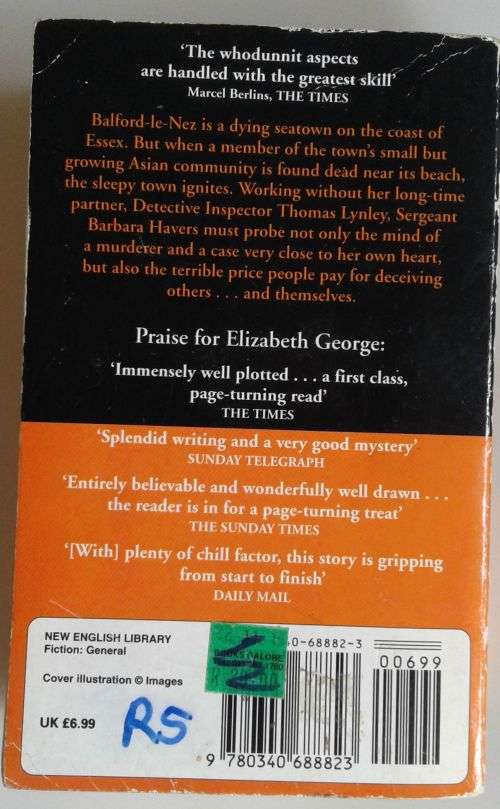 ‘The whodunnit aspects
are handled with the greatest skill’
Marcel Berlins, THE TIMES
Balford-le-Nez is a dying seatown on the coast of
Essex. But when a member of the town's small but
growing Asian community is found dead near its beach,
the sleepy town ignites. Working without her long-time
partner, Detective Inspector Thomas Lynley, Sergeant
Barbara Havers must probe not only the mind of
a murderer and a case very close to her own heart,
but also the terrible price people pay for deceiving
others . . . and themselves.
Praise for Elizabeth George:
‘Immensely well plotted . . . a first class,
page-turning read’
THE TIMES
‘Splendid writing and a very good mystery’
SUNDAY TELEGRAPH
‘Entirely believable and wonderfully well drawn . . .
the reader is in for a page-turning treat’
THE SUNDAY TIMES
‘[With] plenty of chill factor, this story is gripping
from start to finish’
DAILY MAIL
NEW ENGLISH LIBRARY
Fiction: General
Cover illustration © Images
UK £6.99
R5
BOOKS GALORE
40-68882-3
00699
9 780340 688823